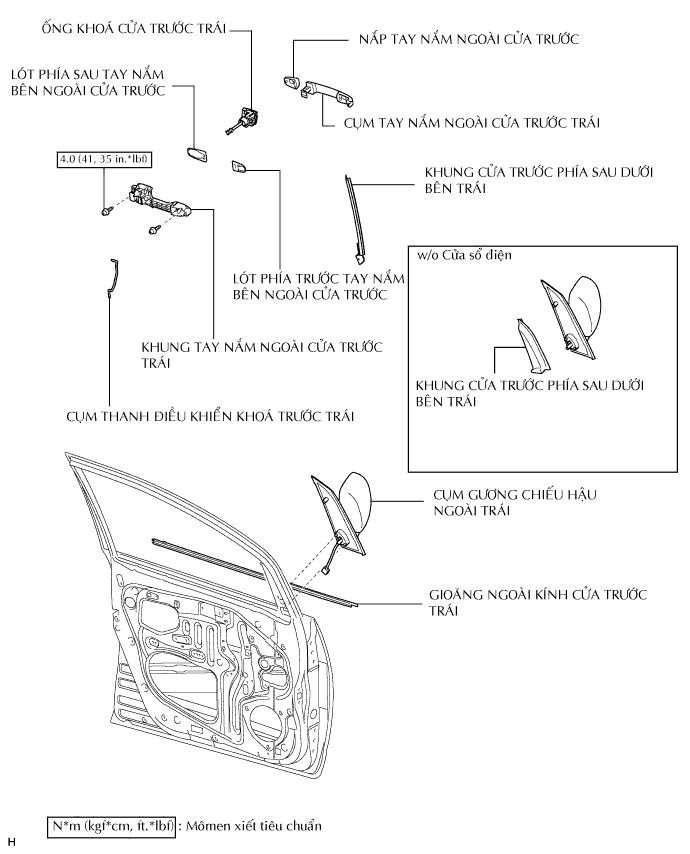 ỐNG KHOÁ CỬA TRƯỚC TRÁI
NẮP TAY NẮM NGOÀI CỬA TRƯỚC
LÓT PHÍA SAU TAY NẮM
BÊN NGOÀI CỬA TRƯỚC
CỤM TAY NẮM NGOÀI CỬA TRƯỚC TRÁI
4.0 (41, 35 in.*lbf)
KHUNG CỬA TRƯỚC PHÍA SAU DƯỚI
BÊN TRÁI
w/o Cửa sổ điện
LÓT PHÍA TRƯỚC TAY NẮM
BÊN NGOÀI CỬA TRƯỚC
KHUNG TAY NẮM NGOÀI CỬA TRƯỚC
TRÁI
KHUNG CỬA TRƯỚC PHÍA SAU DƯỚI
BÊN TRÁI
CỤM THANH ĐIỀU KHIỂN KHOÁ TRƯỚC TRÁI
CỤM GƯƠNG CHIẾU HẬU
NGOÀI TRÁI
GIOĂNG NGOÀI KÍNH CỬA TRƯỚC
TRÁI
N*m (kgf*cm, ft.*lbf) : Mômen xiết tiêu chuẩn
H